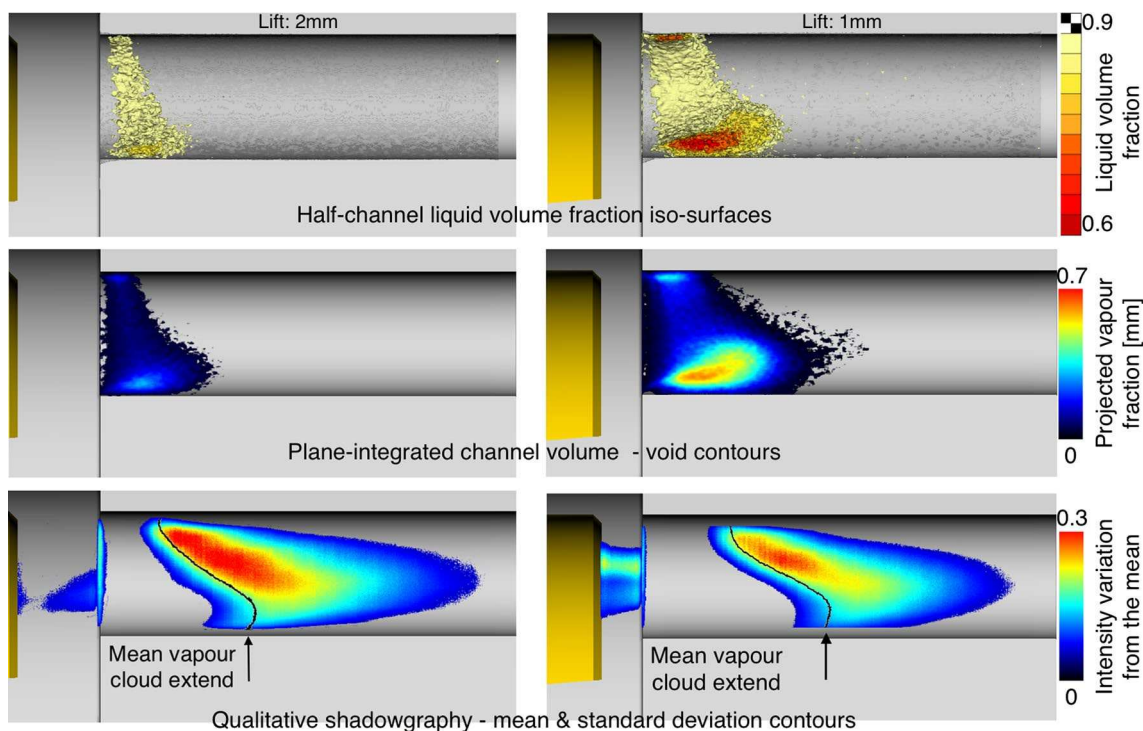 Lift: 2mm
Lift: 1mm
0.9
Liquid volume
fraction
0.6
Half-channel liquid volume fraction iso-surfaces
0.7
Projected vapour
fraction [mm]
0
Plane-integrated channel volume - void contours
0.3
Intensity variation
from the mean
0
Mean vapour
cloud extend
Mean vapour
cloud extend
Qualitative shadowgraphy - mean & standard deviation contours